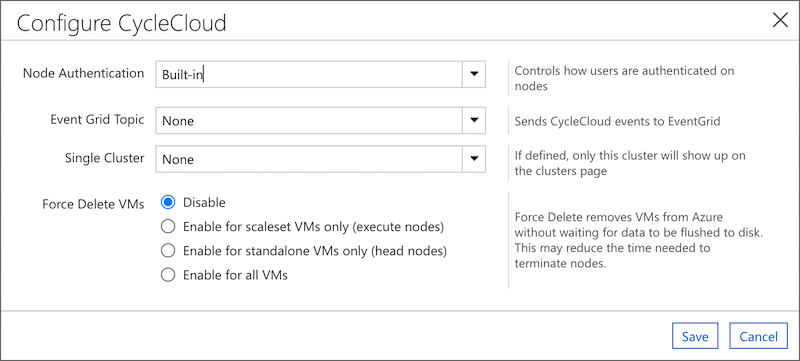 Configure CycleCloud
Node Authentication
Built-in
Controls how users are authenticated on
nodes
Event Grid Topic
None
Sends CycleCloud events to EventGrid
Single Cluster
None
If defined, only this cluster will show up on
the clusters page
Force Delete VMs
Disable
Enable for scaleset VMs only (execute nodes)
Enable for standalone VMs only (head nodes)
Enable for all VMs
Force Delete removes VMs from Azure
without waiting for data to be flushed to disk.
This may reduce the time needed to
terminate nodes.
Save
Cancel